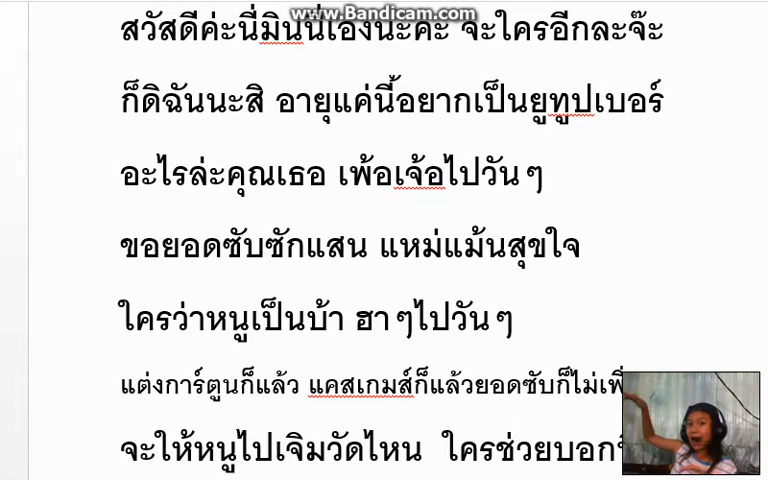 www.Bandicam.com
สวัสดีค่ะนี่มินนี่เองนะคะ จะใครอีกละจ๊ะ
ก็ดิฉันนะสิ อายุแค่นี้อยากเป็นยูทูปเบอร์
อะไรล่ะคุณเธอ เพ้อเจ้อไปวันๆ
ขอยอดซับซักแสน แหม่แม้นสุขใจ
ใครว่าหนูเป็นบ้า ฮาๆไปวันๆ
แต่งการ์ตูนก็แล้ว แคสเกมส์ก็แล้วยอดซับก็ไม่
จะให้หนูไปเจิมวัดไหน ใครช่วยบอก